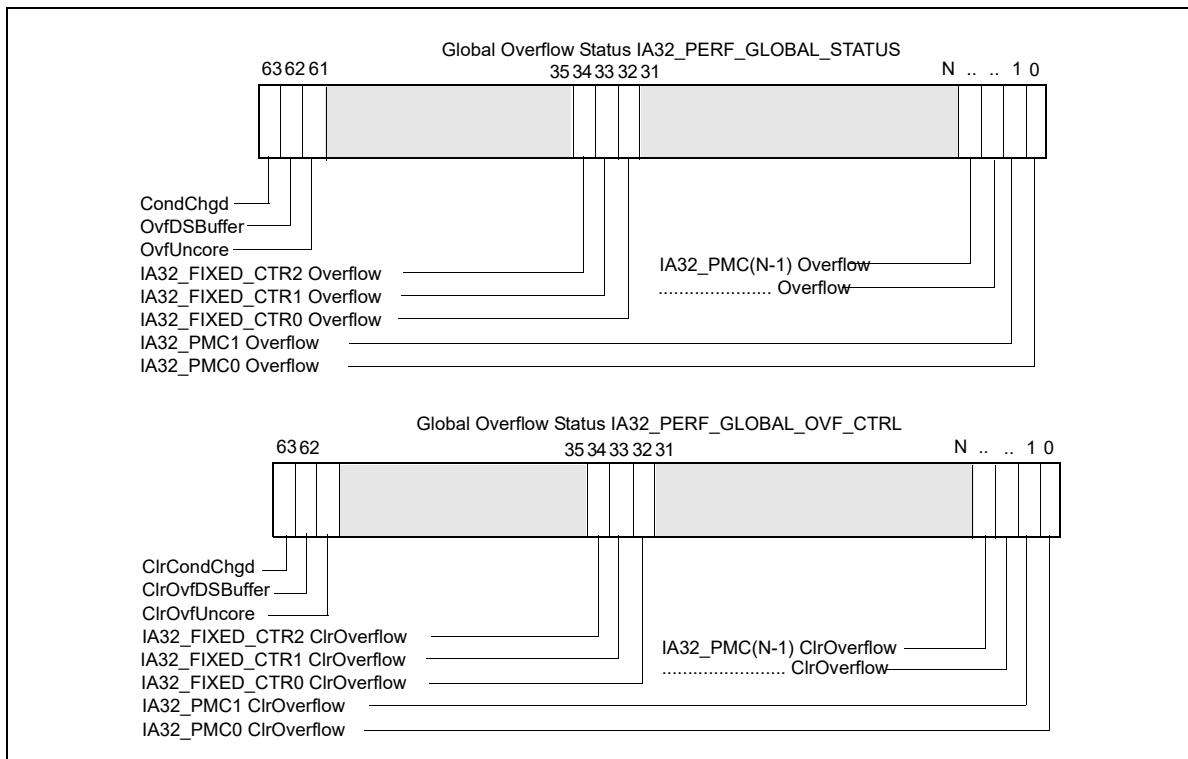 Global Overflow Status IA32_PERF_GLOBAL_STATUS
63 62 61 35 34 33 32 31 N .. .. 1 0
CondChgd
OvfDSBuffer
OvfUncore
IA32_FIXED_CTR2 Overflow
IA32_FIXED_CTR1 Overflow
IA32_FIXED_CTR0 Overflow
IA32_PMC1 Overflow
IA32_PMC0 Overflow
IA32_PMC(N-1) Overflow
...................... Overflow
Global Overflow Status IA32_PERF_GLOBAL_OVF_CTRL
63 62 35 34 33 32 31 N .. .. 1 0
ClrCondChgd
ClrOvfDSBuffer
ClrOvfUncore
IA32_FIXED_CTR2 ClrOverflow
IA32_FIXED_CTR1 ClrOverflow
IA32_FIXED_CTR0 ClrOverflow
IA32_PMC1 ClrOverflow
IA32_PMC0 ClrOverflow
IA32_PMC(N-1) ClrOverflow
........................ ClrOverflow